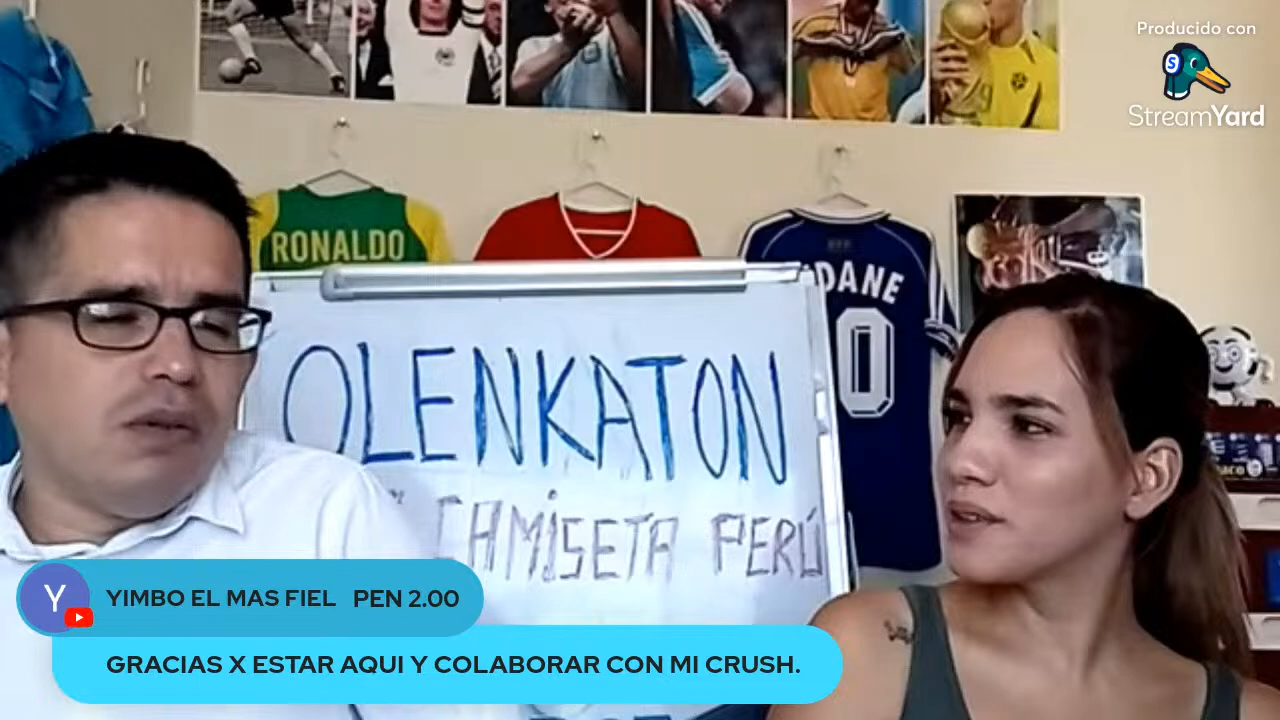 Producido con
StreamYard
RONALDO
DANE
0
OLENKATON
CAMISETA PERÚ
Y YIMBO EL MAS FIEL PEN 2.00
GRACIAS X ESTAR AQUI Y COLABORAR CON MI CRUSH.